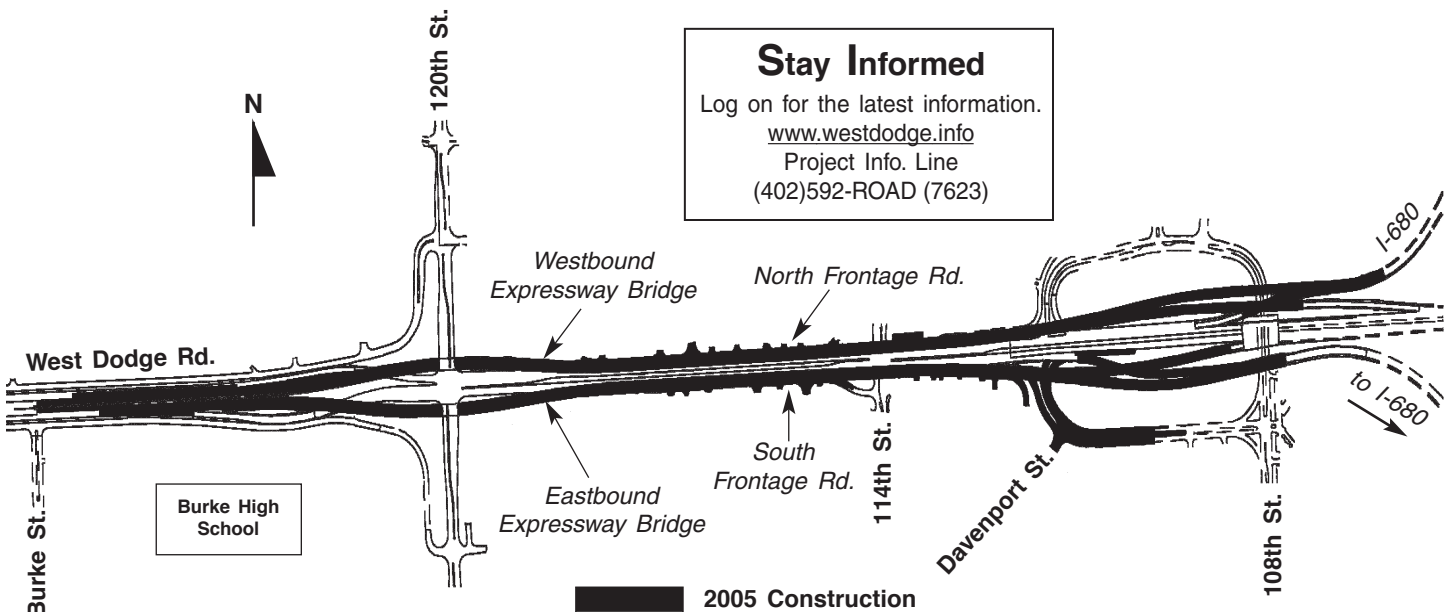 120th St.
N
Stay Informed
Log on for the latest information.
www.westdodge.info
Project Info. Line
(402)592-ROAD (7623)
I-680
Westbound
Expressway Bridge
North Frontage Rd.
West Dodge Rd.
to I-680
South
Frontage Rd.
114th St.
Davenport St.
108th St.
Eastbound
Expressway Bridge
Burke High
School
Burke St.
2005 Construction